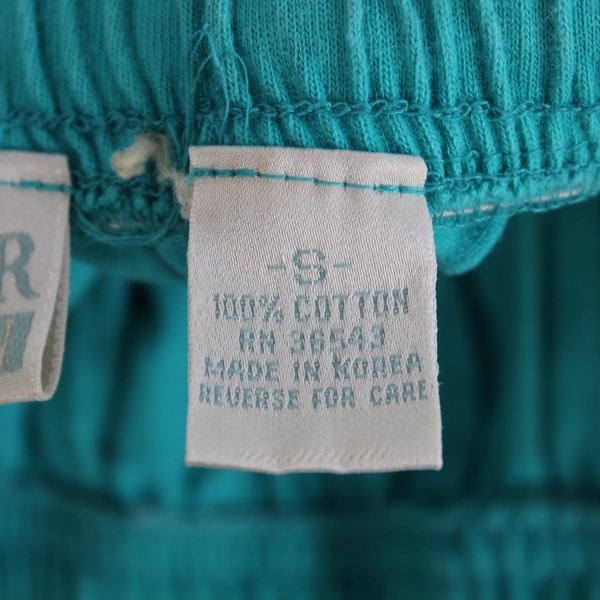 R
-S-
100% COTTON
RN 36543
MADE IN KOREA
REVERSE FOR CARE